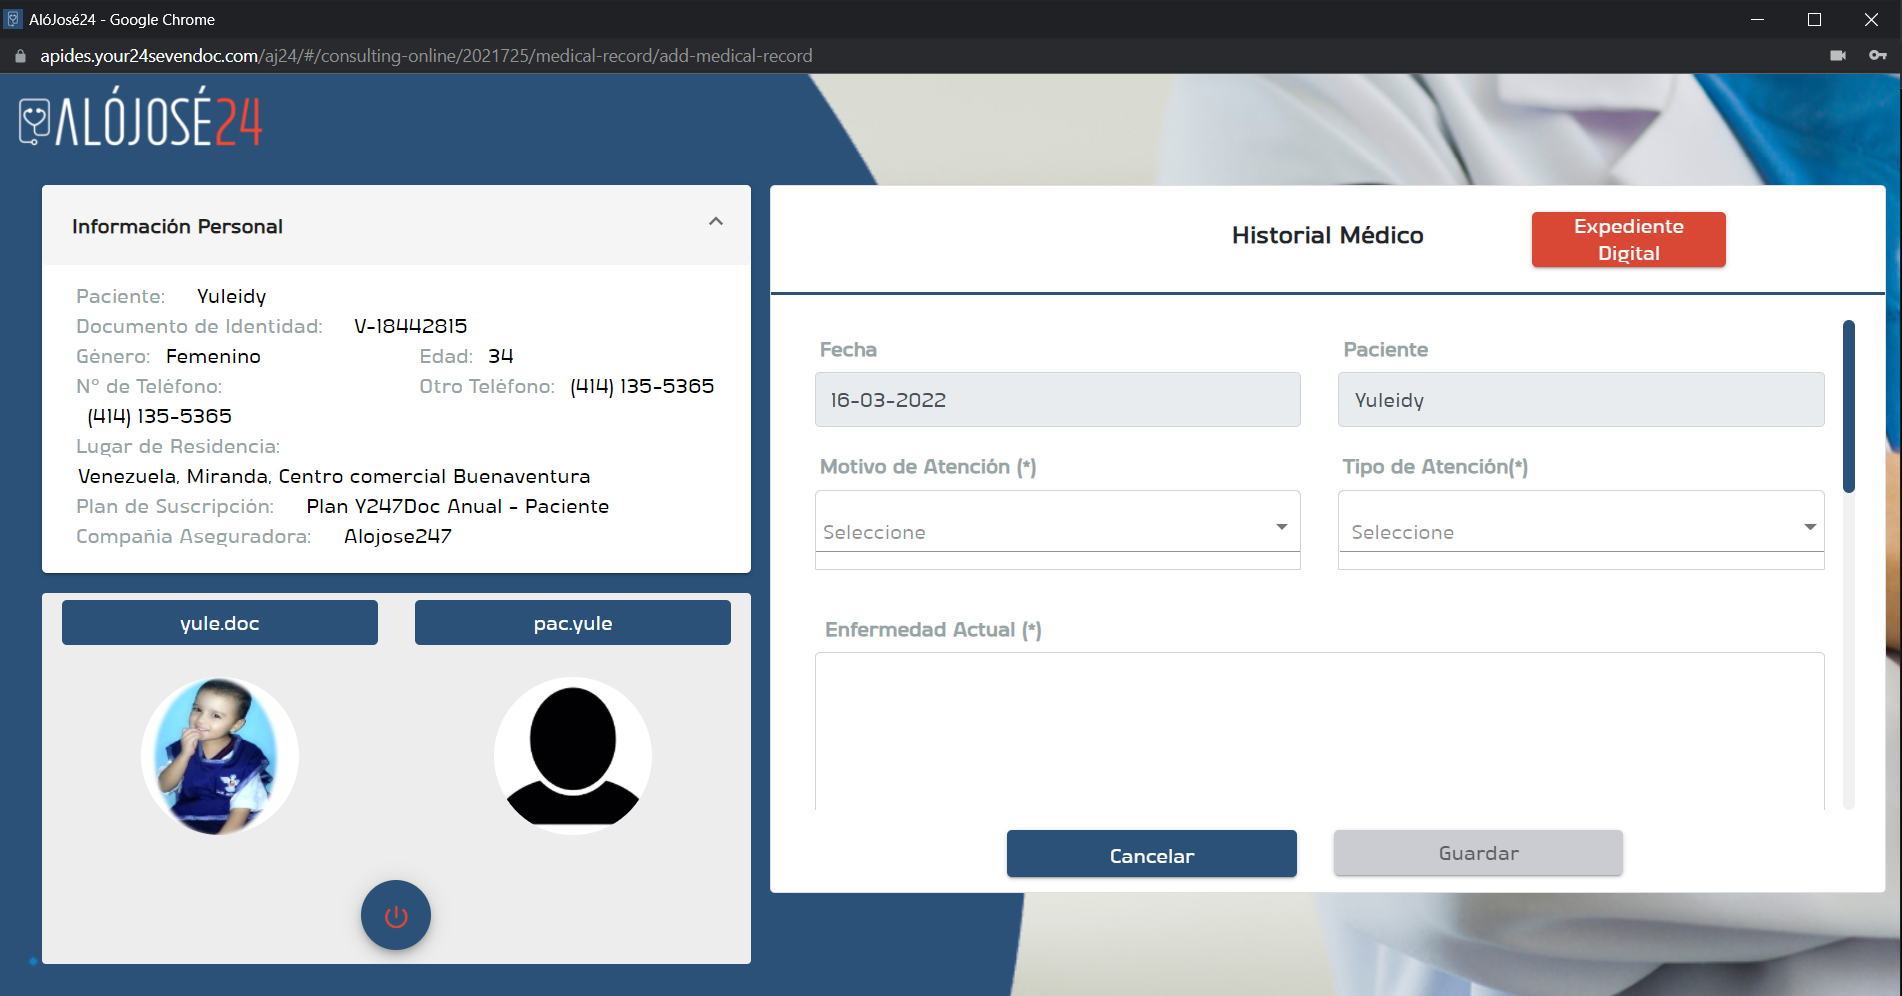 AlóJosé24 - Google Chrome
apides.your24sevendoc.com/aj24/#/consulting-online/2021725/medical-record/add-medical-record
ALÓJOSÉ24
Información Personal
Paciente: Yuleidy
Documento de Identidad: V-18442815
Género: Femenino Edad: 34
N° de Teléfono: Otro Teléfono: (414) 135-5365
(414) 135-5365
Lugar de Residencia:
Venezuela, Miranda, Centro comercial Buenaventura
Plan de Suscripción: Plan Y247Doc Anual - Paciente
Compañia Aseguradora: Alojose247
yule.doc
pac.yule
Historial Médico
Expediente
Digital
Fecha
Paciente
16-03-2022
Yuleidy
Motivo de Atención (*)
Tipo de Atención(*)
Seleccione
Seleccione
Enfermedad Actual (*)
Cancelar
Guardar